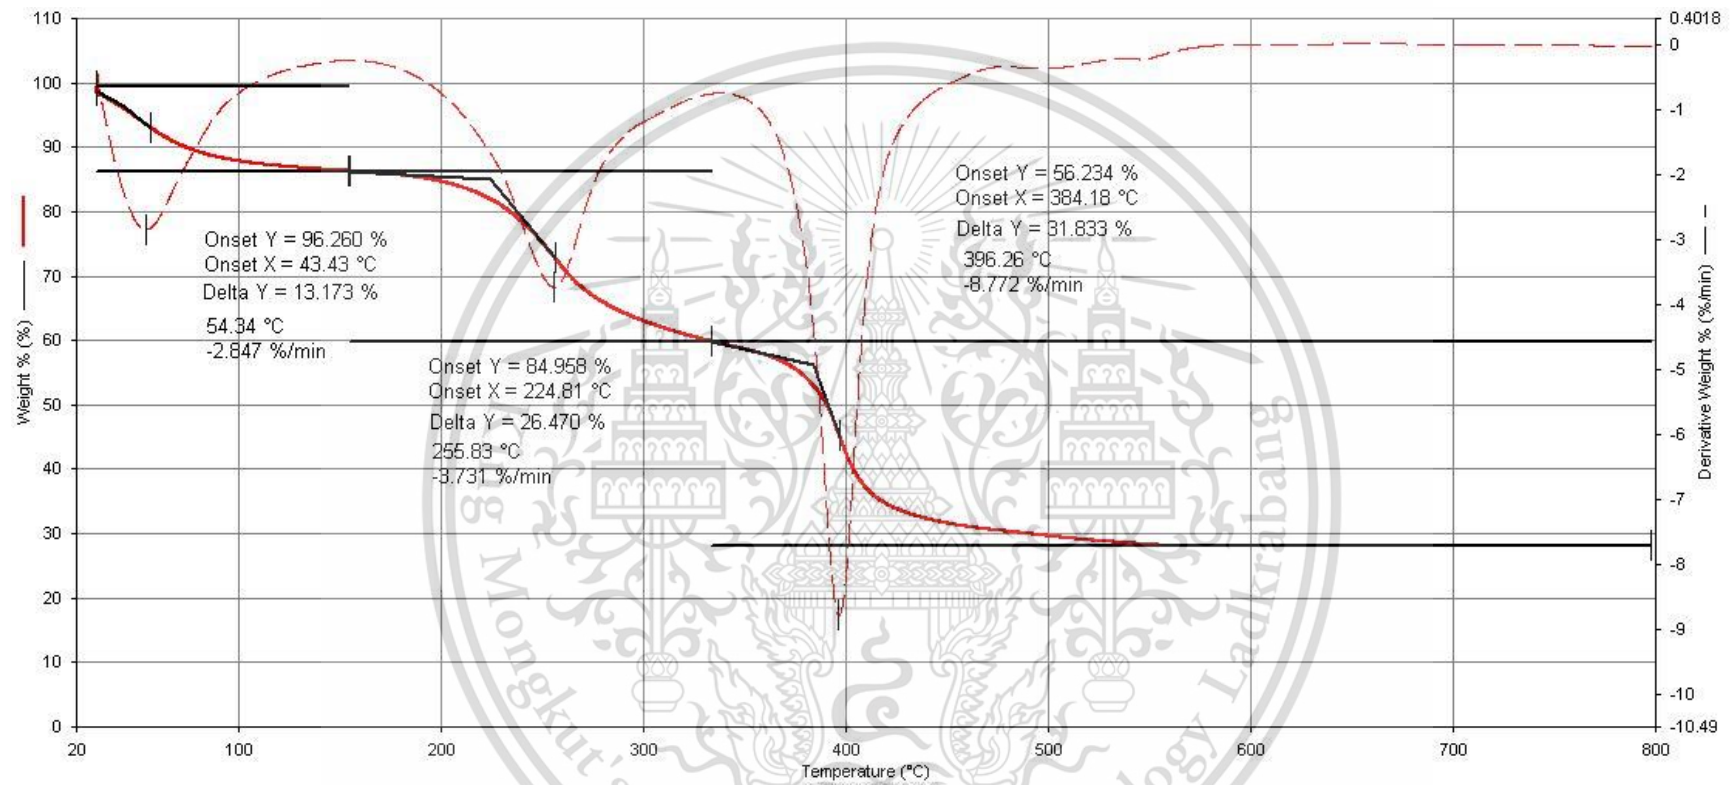 110
100
90
80
70
60
50
40
30
20
10
0
Weight % (%)
20
100
200
300
400
500
600
700
800
Temperature (°C)
0.4018
0
-1
-2
-3
-4
-5
-6
-7
-8
-9
-10
-10.49
Derivative Weight % (%/min)
Onset Y = 96.260 %
Onset X = 43.43 °C
Delta Y = 13.173 %
54.34 °C
-2.847 %/min
Onset Y = 84.958 %
Onset X = 224.81 °C
Delta Y = 26.470 %
255.83 °C
-3.731 %/min
Onset Y = 56.234 %
Onset X = 384.18 °C
Delta Y = 31.833 %
396.26 °C
-8.772 %/min
King Mongkut's
Ladkrabang